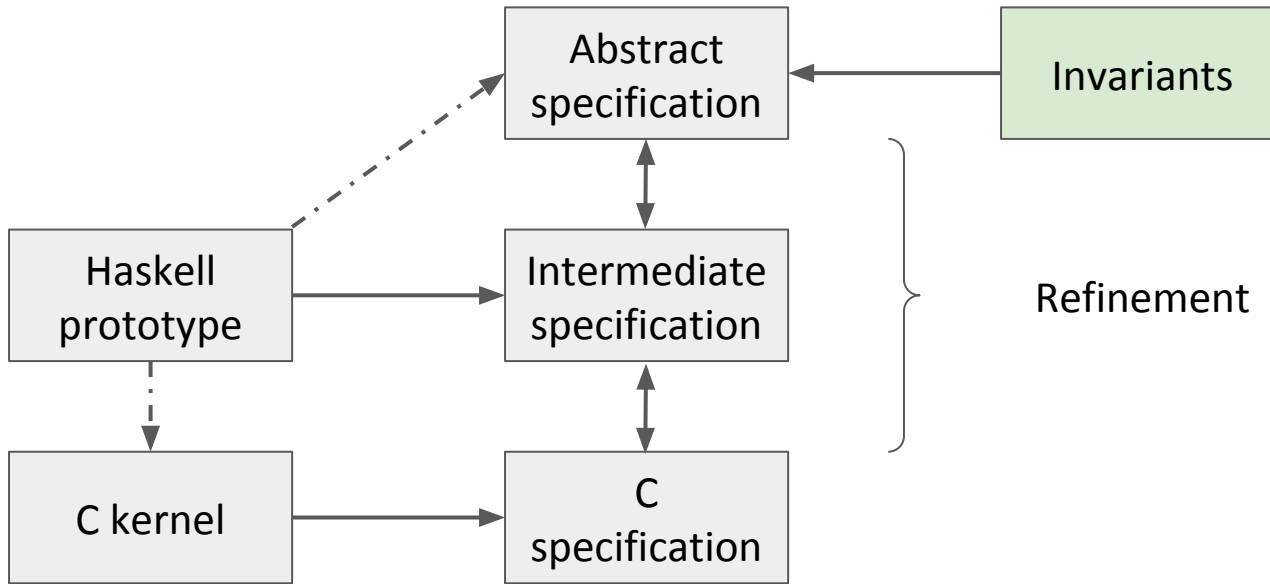 Abstract
specification
Invariants
Haskell
prototype
Intermediate
specification
Refinement
C kernel
C
specification